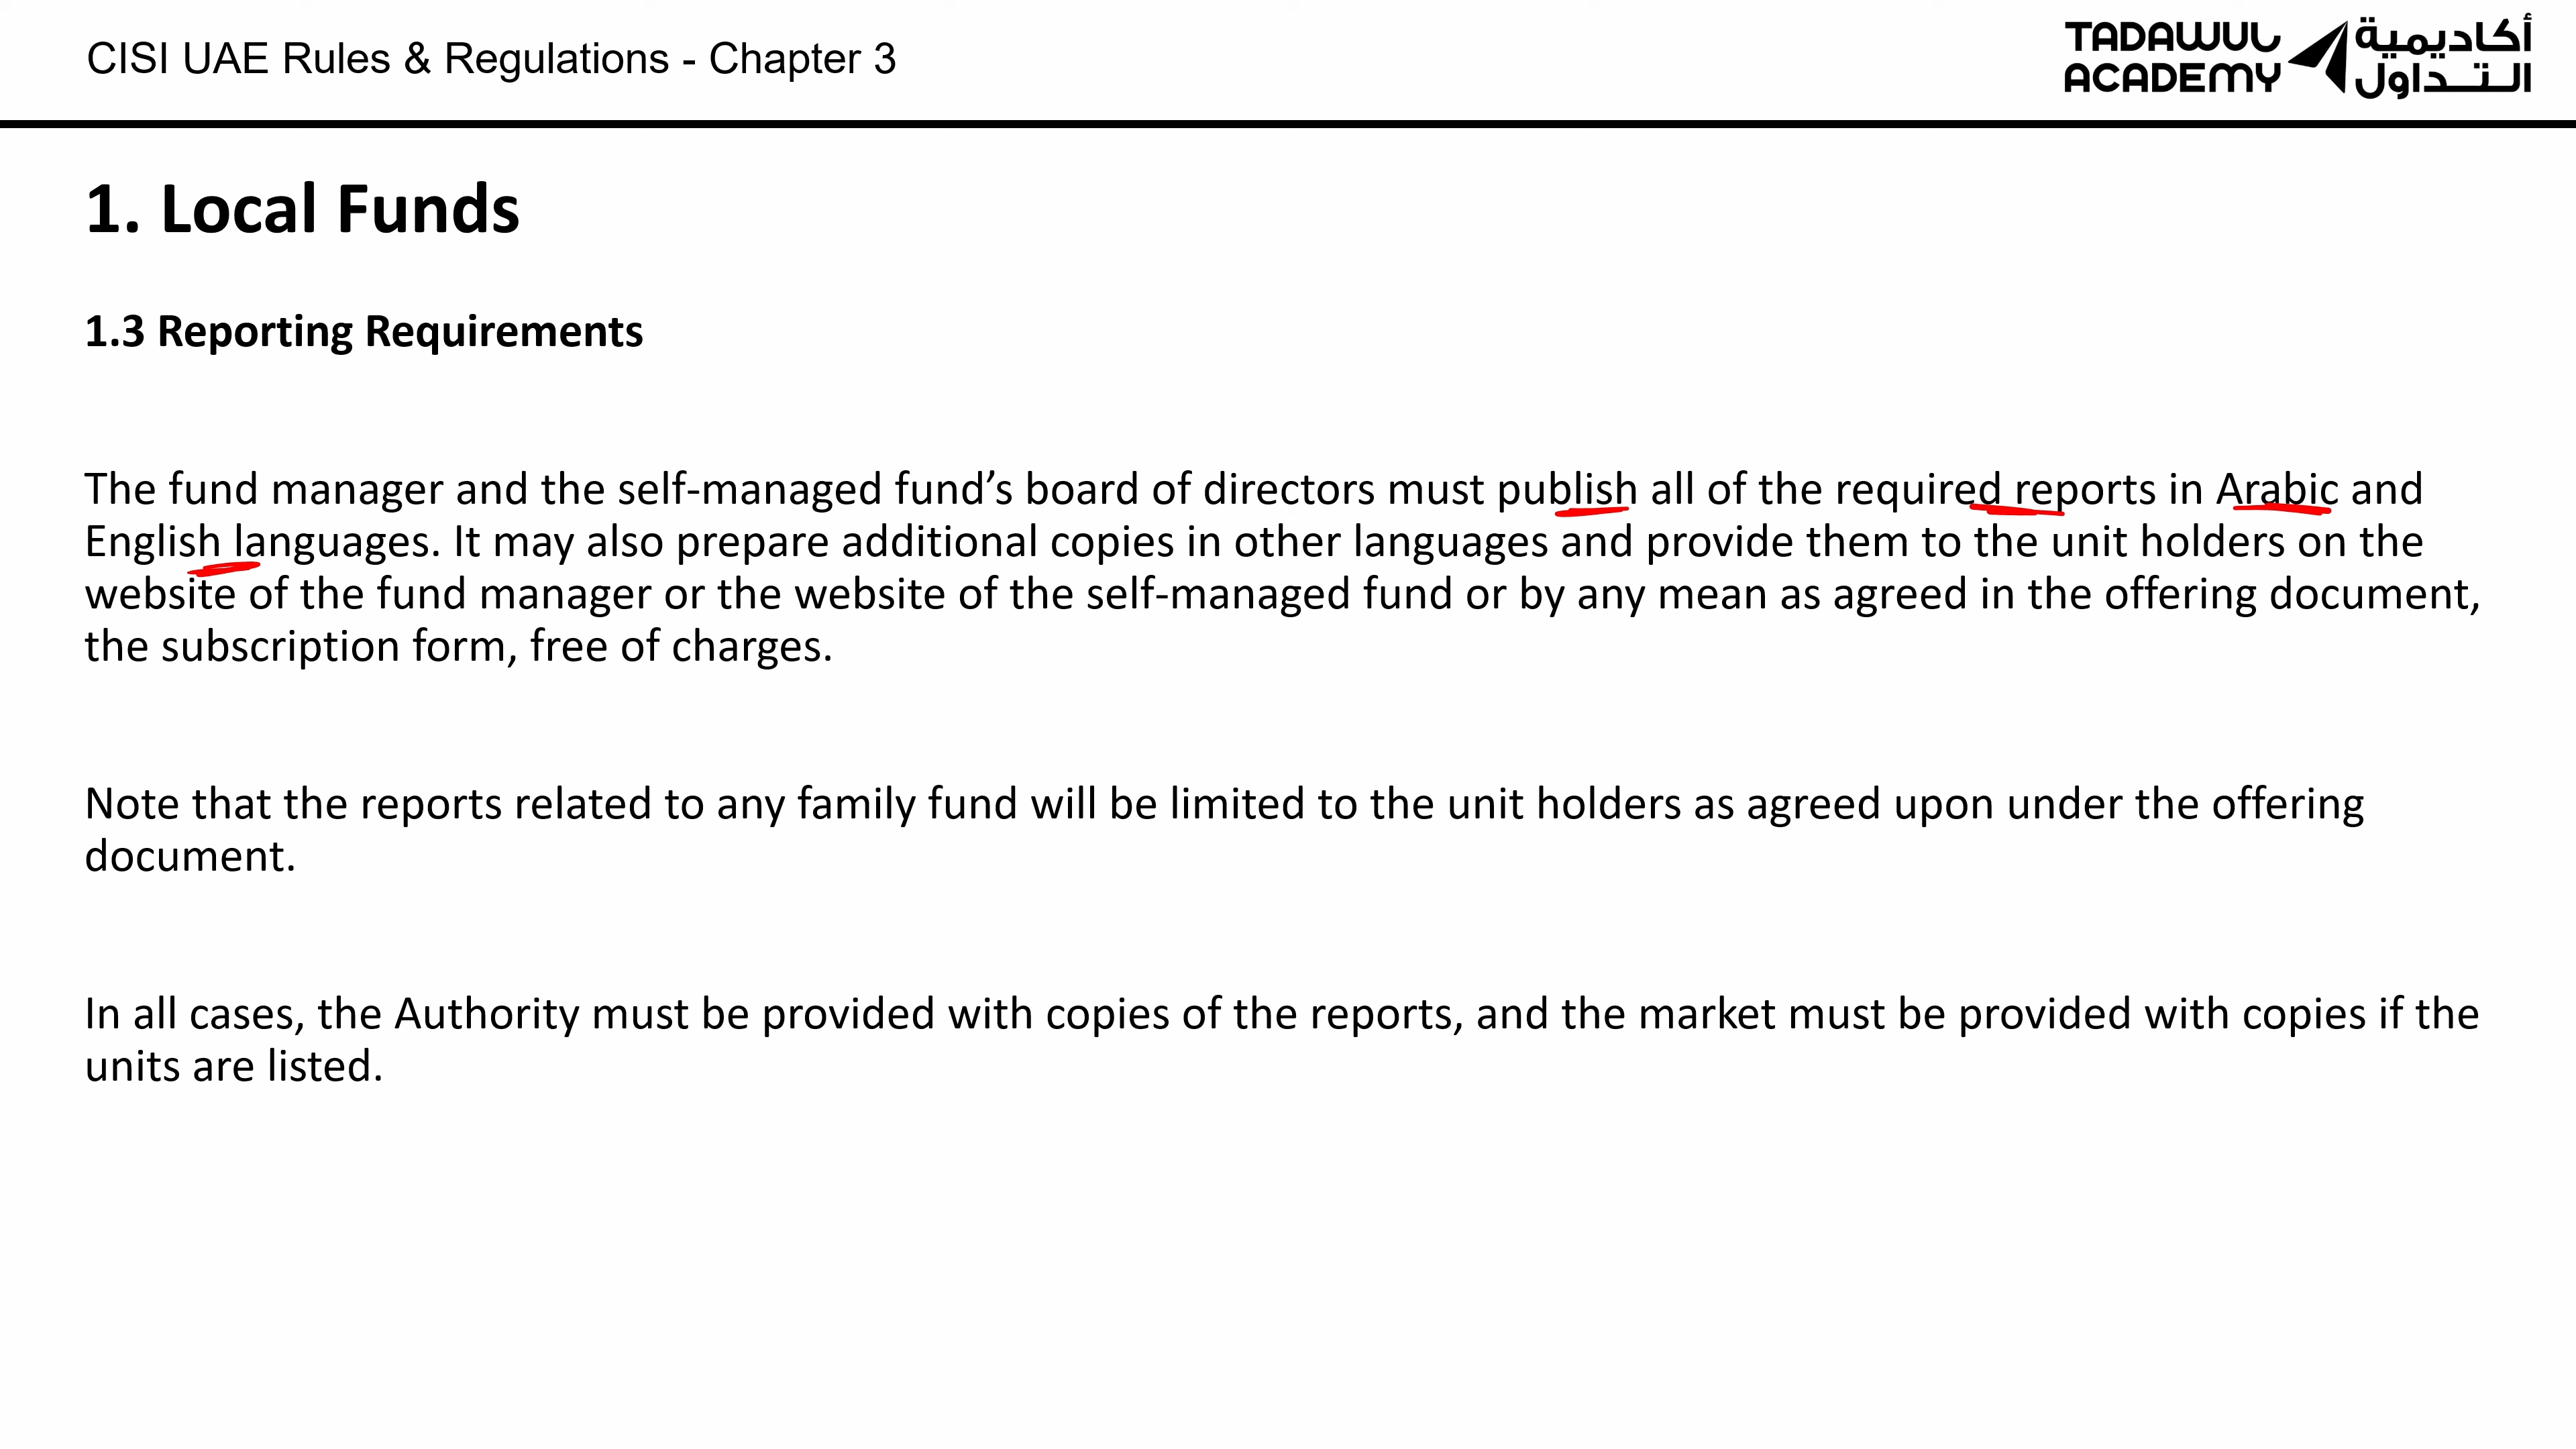 CISI UAE Rules & Regulations - Chapter 3
TADAWUL
ACADEMY
أكاديمية
التداول
1. Local Funds
1.3 Reporting Requirements
The fund manager and the self-managed fund’s board of directors must publish all of the required reports in Arabic and
English languages. It may also prepare additional copies in other languages and provide them to the unit holders on the
website of the fund manager or the website of the self-managed fund or by any mean as agreed in the offering document,
the subscription form, free of charges.
Note that the reports related to any family fund will be limited to the unit holders as agreed upon under the offering
document.
In all cases, the Authority must be provided with copies of the reports, and the market must be provided with copies if the
units are listed.